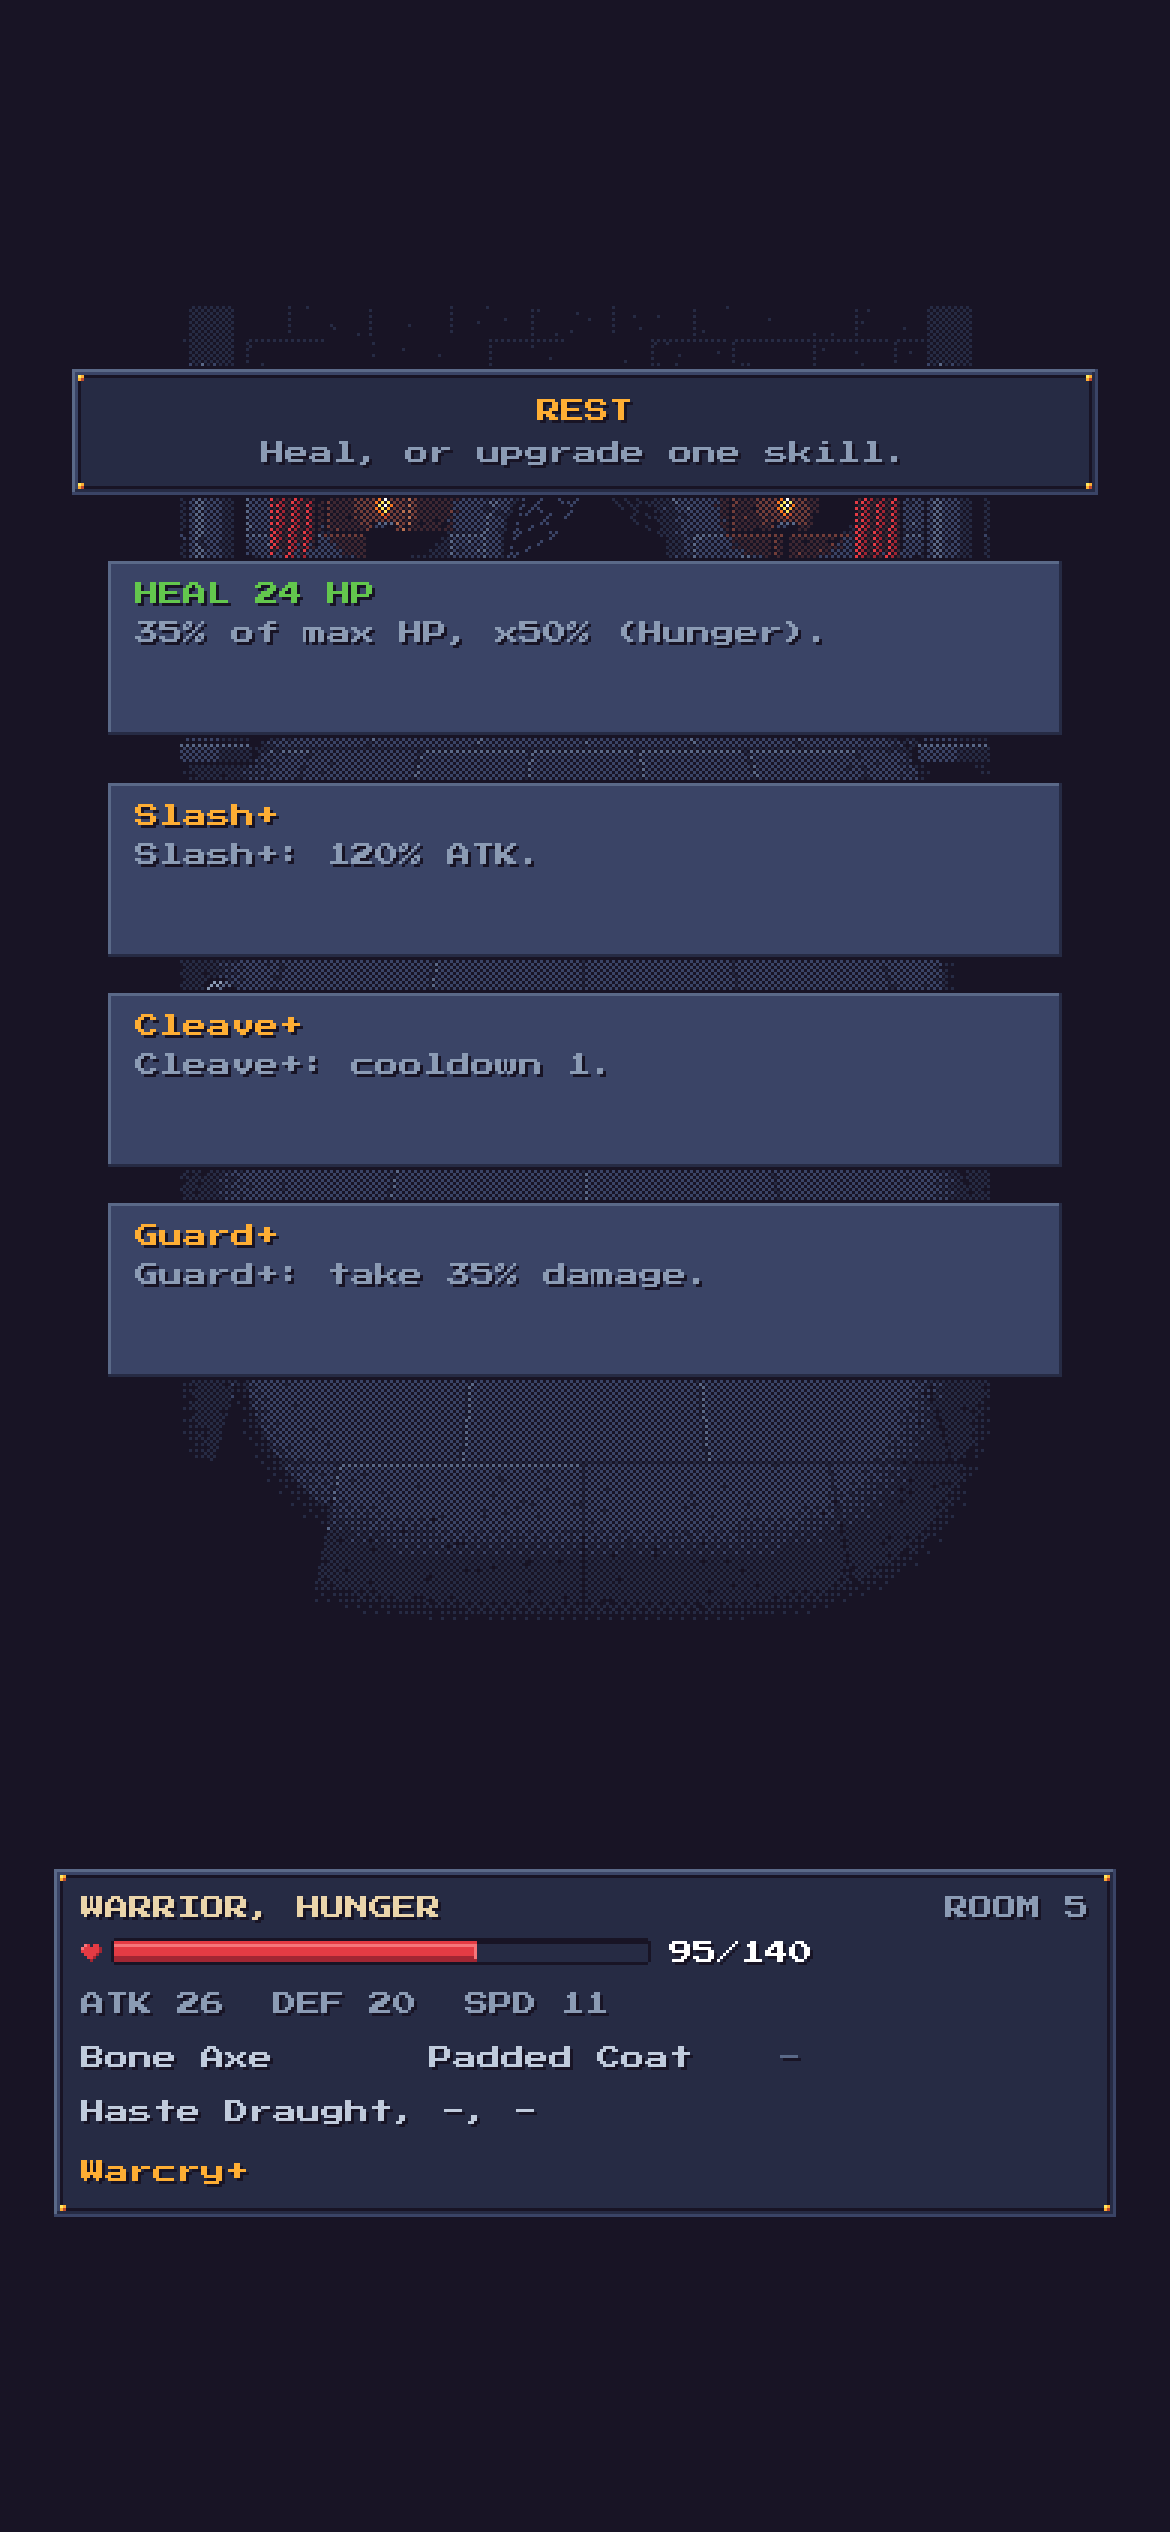 REST
Heal, or upgrade one skill.
HEAL 24 HP
35% of max HP, x50% (Hunger).
Slash+
Slash+: 120% ATK.
Cleave+
Cleave+: cooldown 1.
Guard+
Guard+: take 35% damage.
WARRIOR, HUNGER ROOM 5
95/140
ATK 26 DEF 20 SPD 11
Bone Axe Padded Coat -
Haste Draught, -, -
Warcry+